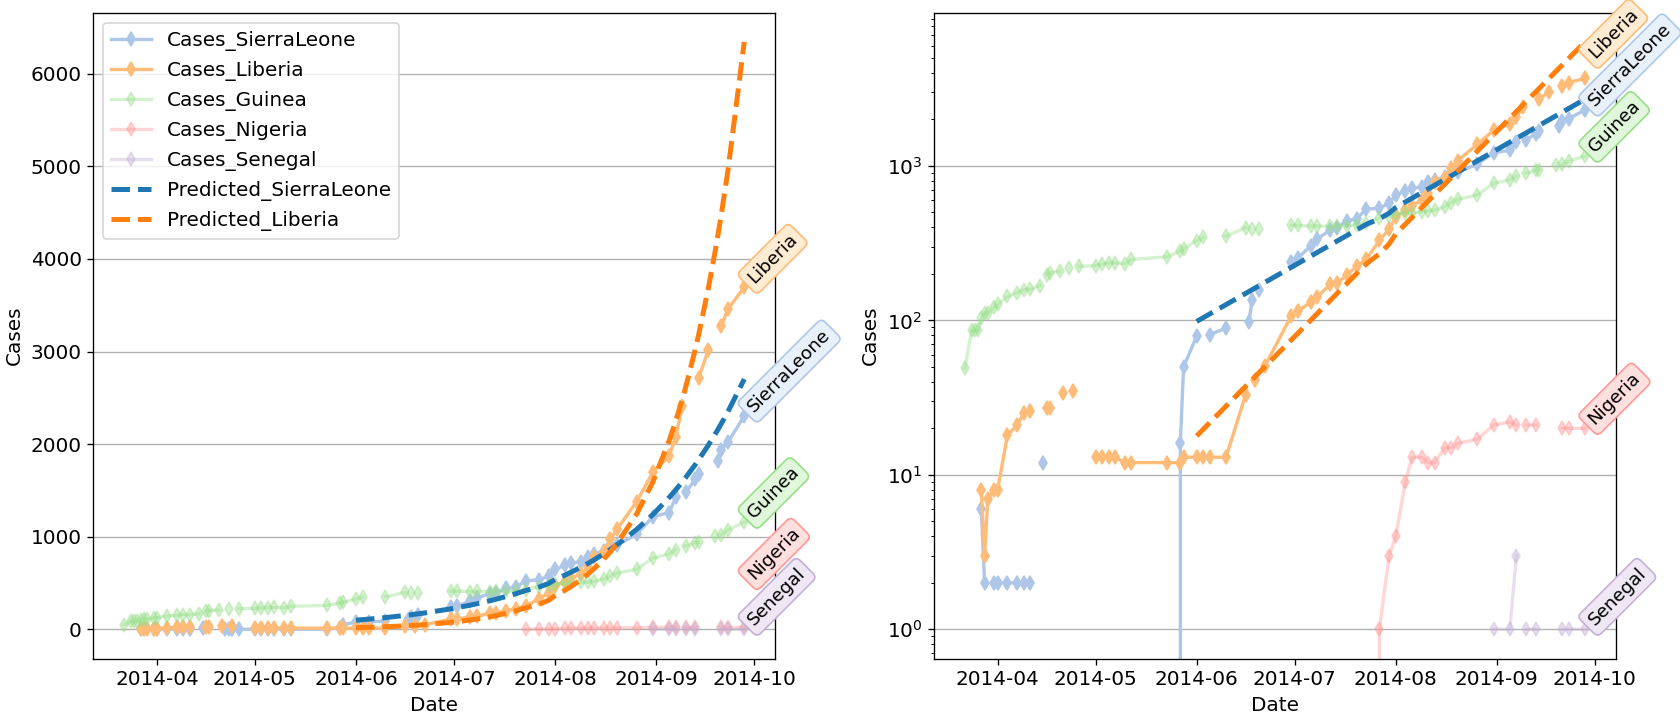 Cases_SierraLeone
Cases_Liberia
Cases_Guinea
Cases_Nigeria
Cases_Senegal
Predicted_SierraLeone
Predicted_Liberia
6000
5000
4000
3000
2000
1000
0
Cases
Liberia
SierraLeone
Guinea
Nigeria
Senegal
2014-04 2014-05 2014-06 2014-07 2014-08 2014-09 2014-10
Date
10³
10²
10¹
10⁰
Cases
Liberia
SierraLeone
Guinea
Nigeria
Senegal
2014-04 2014-05 2014-06 2014-07 2014-08 2014-09 2014-10
Date